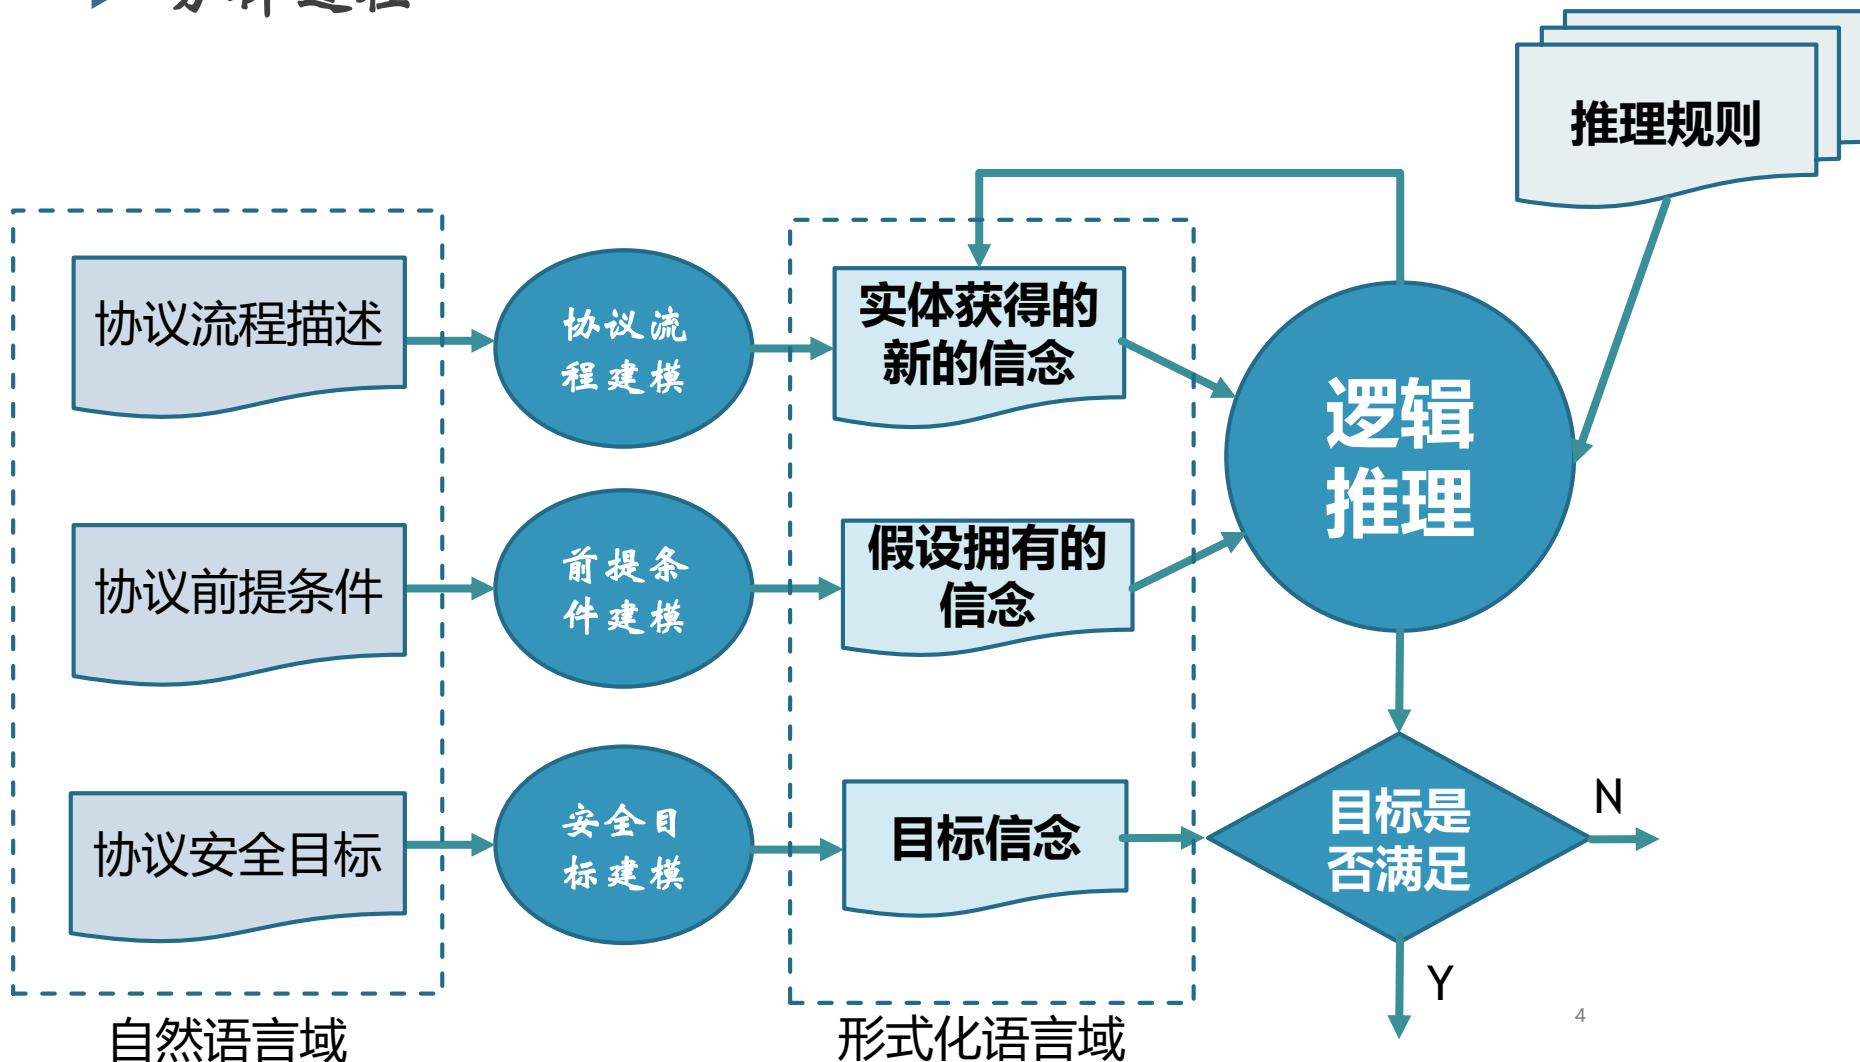 分析过程
推理规则
协议流程描述
协议流
程建模
实体获得的
新的信念
逻辑
推理
协议前提条件
前提条
件建模
假设拥有的
信念
协议安全目标
安全目
标建模
目标信念
目标是
否满足
N
Y
自然语言域
形式化语言域
4